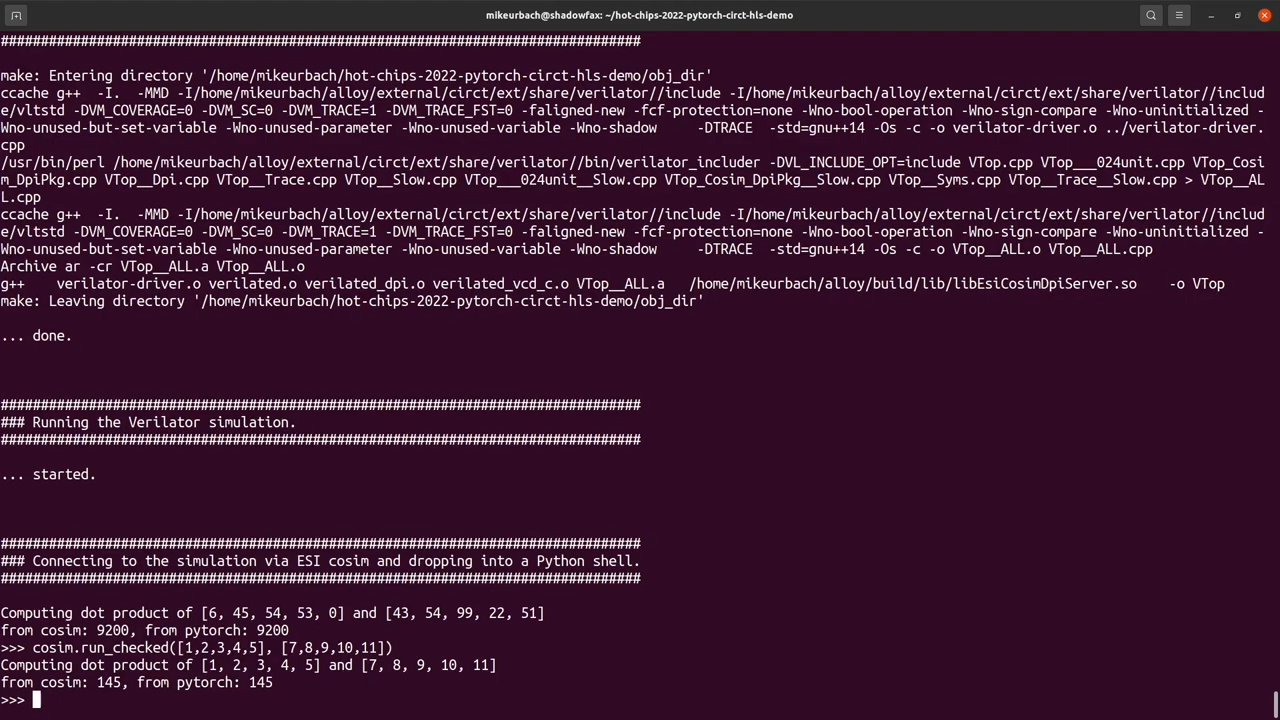 mikeurbach@shadowfax: ~/hot-chips-2022-pytorch-circt-hls-demo
################################################################################
make: Entering directory '/home/mikeurbach/hot-chips-2022-pytorch-circt-hls-demo/obj_dir'
ccache g++  -I.  -MMD -I/home/mikeurbach/alloy/external/circt/ext/share/verilator//include -I/home/mikeurbach/alloy/external/circt/ext/share/verilator//includ
e/vltstd -DVM_COVERAGE=0 -DVM_SC=0 -DVM_TRACE=1 -DVM_TRACE_FST=0 -faligned-new -fcf-protection=none -Wno-bool-operation -Wno-sign-compare -Wno-uninitialized -
Wno-unused-but-set-variable -Wno-unused-parameter -Wno-unused-variable -Wno-shadow     -DTRACE  -std=gnu++14 -Os -c -o verilator-driver.o ../verilator-driver.
cpp
/usr/bin/perl /home/mikeurbach/alloy/external/circt/ext/share/verilator//bin/verilator_includer -DVL_INCLUDE_OPT=include VTop.cpp VTop___024unit.cpp VTop_Cosi
m_DpiPkg.cpp VTop__Dpi.cpp VTop__Trace.cpp VTop__Slow.cpp VTop___024unit__Slow.cpp VTop_Cosim_DpiPkg__Slow.cpp VTop__Syms.cpp VTop__Trace__Slow.cpp > VTop__AL
L.cpp
ccache g++  -I.  -MMD -I/home/mikeurbach/alloy/external/circt/ext/share/verilator//include -I/home/mikeurbach/alloy/external/circt/ext/share/verilator//includ
e/vltstd -DVM_COVERAGE=0 -DVM_SC=0 -DVM_TRACE=1 -DVM_TRACE_FST=0 -faligned-new -fcf-protection=none -Wno-bool-operation -Wno-sign-compare -Wno-uninitialized -
Wno-unused-but-set-variable -Wno-unused-parameter -Wno-unused-variable -Wno-shadow     -DTRACE  -std=gnu++14 -Os -c -o VTop__ALL.o VTop__ALL.cpp
Archive ar -cr VTop__ALL.a VTop__ALL.o
g++    verilator-driver.o verilated.o verilated_dpi.o verilated_vcd_c.o VTop__ALL.a   /home/mikeurbach/alloy/build/lib/libEsiCosimDpiServer.so    -o VTop
make: Leaving directory '/home/mikeurbach/hot-chips-2022-pytorch-circt-hls-demo/obj_dir'
... done.
################################################################################
### Running the Verilator simulation.
################################################################################
... started.
################################################################################
### Connecting to the simulation via ESI cosim and dropping into a Python shell.
################################################################################
Computing dot product of [6, 45, 54, 53, 0] and [43, 54, 99, 22, 51]
from cosim: 9200, from pytorch: 9200
>>> cosim.run_checked([1,2,3,4,5], [7,8,9,10,11])
Computing dot product of [1, 2, 3, 4, 5] and [7, 8, 9, 10, 11]
from cosim: 145, from pytorch: 145
>>>